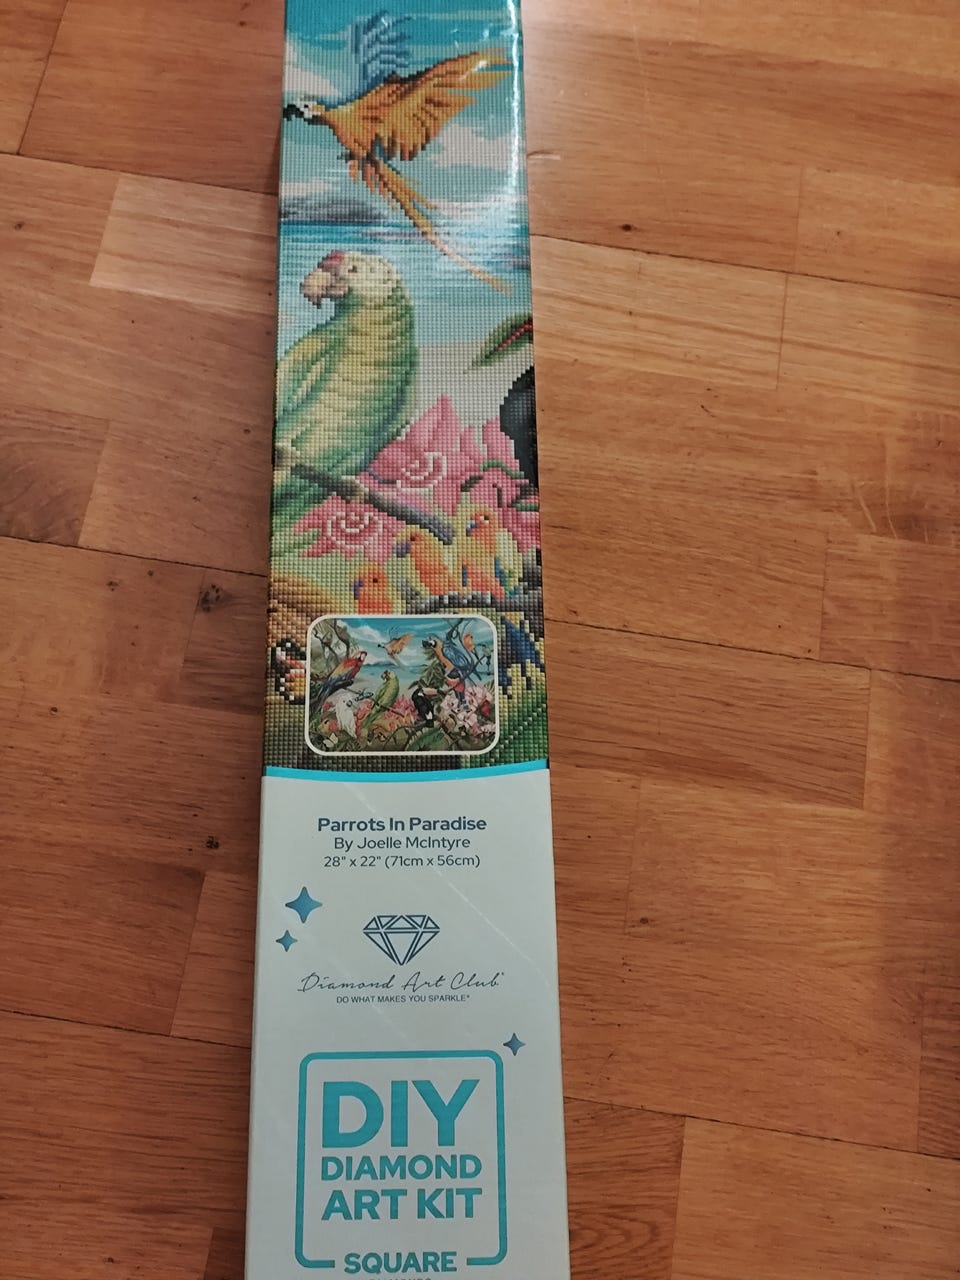 Parrots In Paradise
By Joelle McIntyre
28" x 22" (71cm x 56cm)
Diamond Art Club®
DO WHAT MAKES YOU SPARKLE®
DIY
DIAMOND
ART KIT
SQUARE